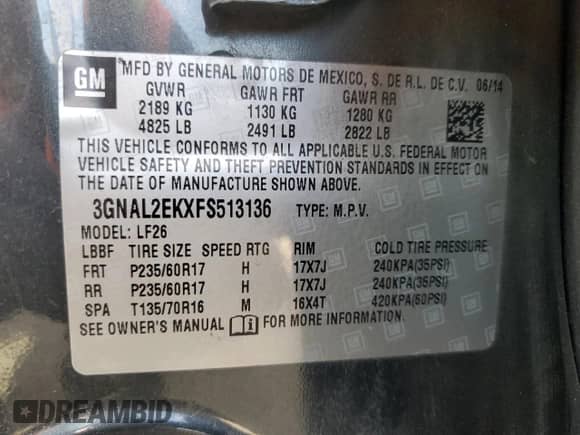 GM
MFD BY GENERAL MOTORS DE MEXICO, S. DE R.L. DE C.V. 06/14
GVWR GAWR FRT GAWR RR
2189 KG 1130 KG 1280 KG
4825 LB 2491 LB 2822 LB
THIS VEHICLE CONFORMS TO ALL APPLICABLE U.S. FEDERAL MOTOR
VEHICLE SAFETY AND THEFT PREVENTION STANDARDS IN EFFECT ON
THE DATE OF MANUFACTURE SHOWN ABOVE.
3GNAL2EKXFS513136 TYPE: M.P.V.
MODEL: LF26
LBBF TIRE SIZE SPEED RTG RIM COLD TIRE PRESSURE
FRT P235/60R17 H 17X7J 240KPA(35PSI)
RR P235/60R17 H 17X7J 240KPA(35PSI)
SPA T135/70R16 M 16X4T 420KPA(60PSI)
SEE OWNER'S MANUAL FOR MORE INFORMATION.
DREAMBID